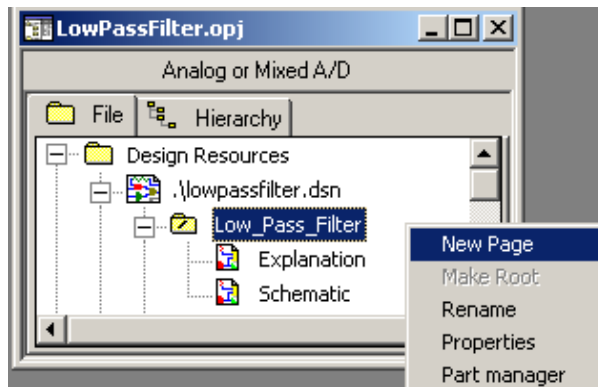 LowPassFilter.opj
Analog or Mixed A/D
File Hierarchy
Design Resources
.\lowpassfilter.dsn
Low_Pass_Filter
Explanation
Schematic
New Page
Make Root
Rename
Properties
Part manager